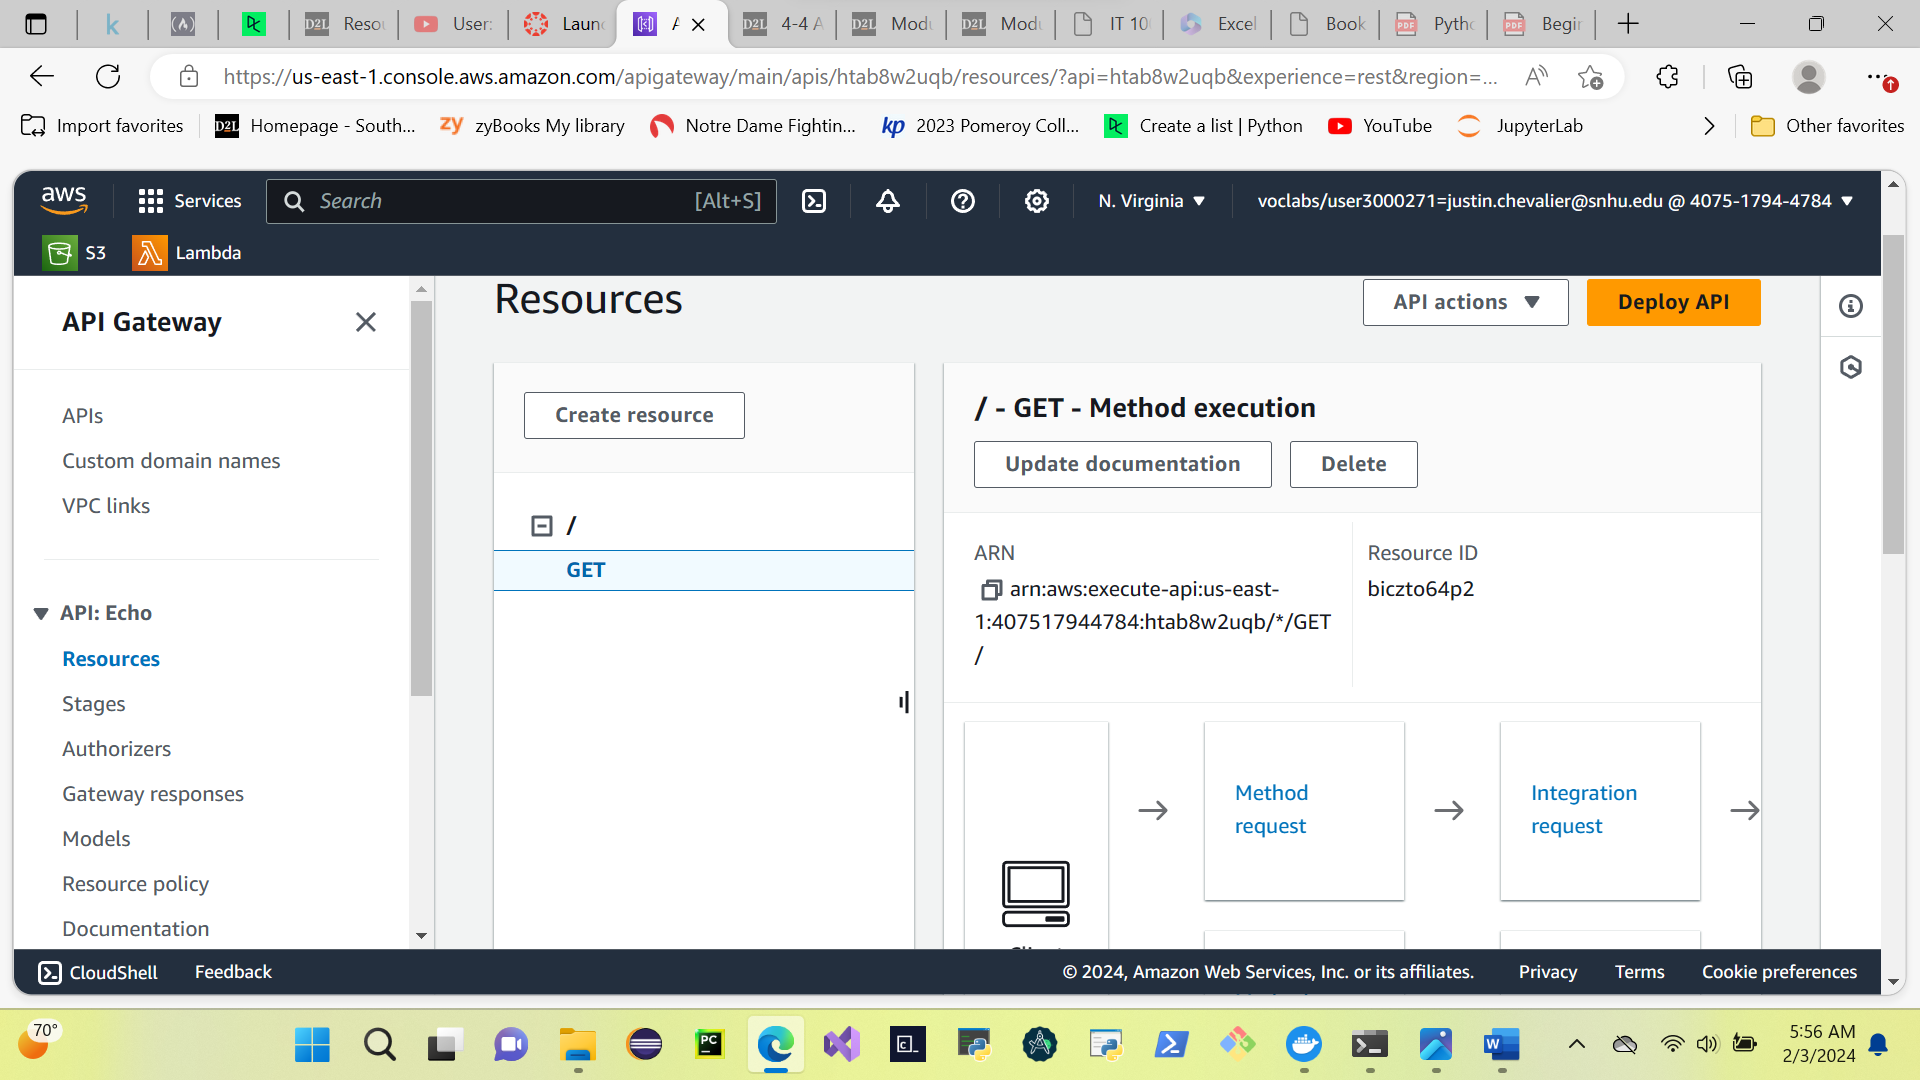 Resou
User:
Laun
A
4-4 A
Modu
Modu
IT 10
Excel
Book
Pytho
Begin
https://us-east-1.console.aws.amazon.com/apigateway/main/apis/htab8w2uqb/resources/?api=htab8w2uqb&experience=rest&region=...
Import favorites
D2L Homepage - South...
zy zyBooks My library
Notre Dame Fightin...
kp 2023 Pomeroy Coll...
Create a list | Python
YouTube
JupyterLab
Other favorites
aws
Services
Search [Alt+S]
N. Virginia
voclabs/user3000271=justin.chevalier@snhu.edu @ 4075-1794-4784
S3
Lambda
API Gateway
APIs
Custom domain names
VPC links
API: Echo
Resources
Stages
Authorizers
Gateway responses
Models
Resource policy
Documentation
Resources
API actions
Deploy API
Create resource
/
GET
/ - GET - Method execution
Update documentation
Delete
ARN
arn:aws:execute-api:us-east-
1:407517944784:htab8w2uqb/*/GET
/
Resource ID
biczto64p2
Method
request
Integration
request
CloudShell
Feedback
© 2024, Amazon Web Services, Inc. or its affiliates.
Privacy
Terms
Cookie preferences
70°
5:56 AM
2/3/2024